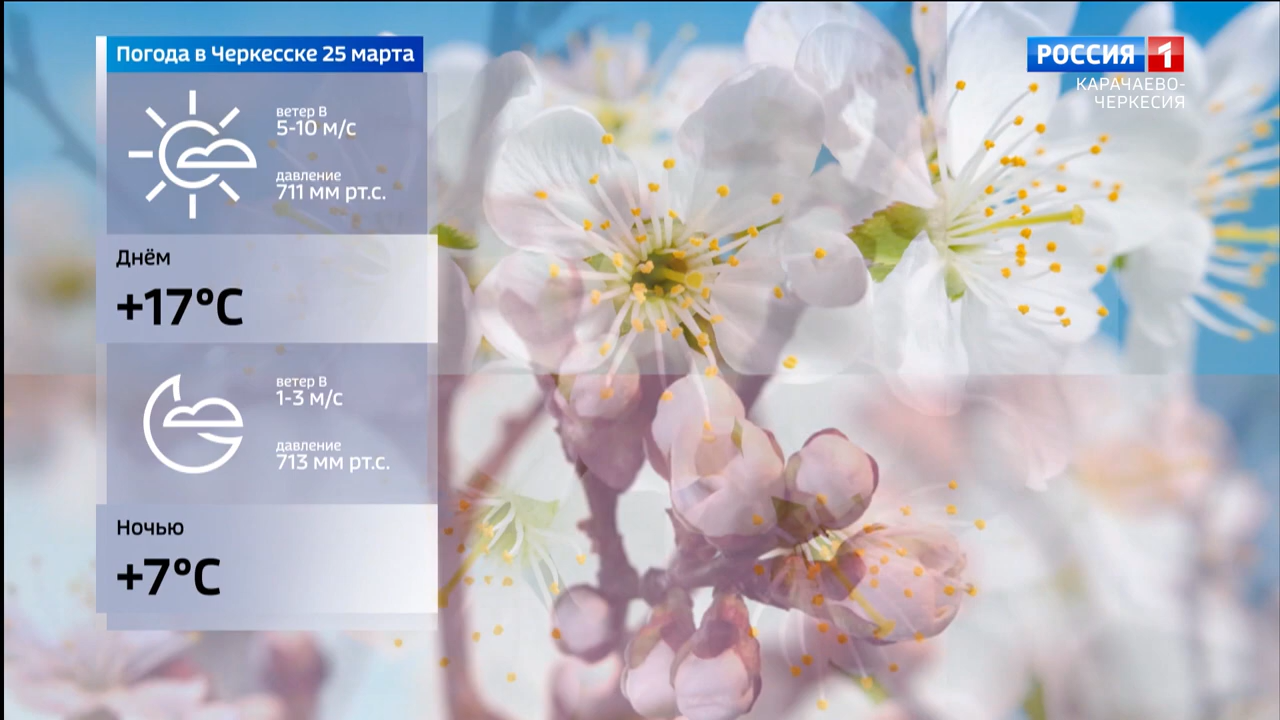 Погода в Черкесске 25 марта
ветер В
5-10 м/с
давление
711 мм рт.с.
Днём
+17°C
ветер В
1-3 м/с
давление
713 мм рт.с.
Ночью
+7°C
РОССИЯ 1
КАРАЧАЕВО-
ЧЕРКЕСИЯ